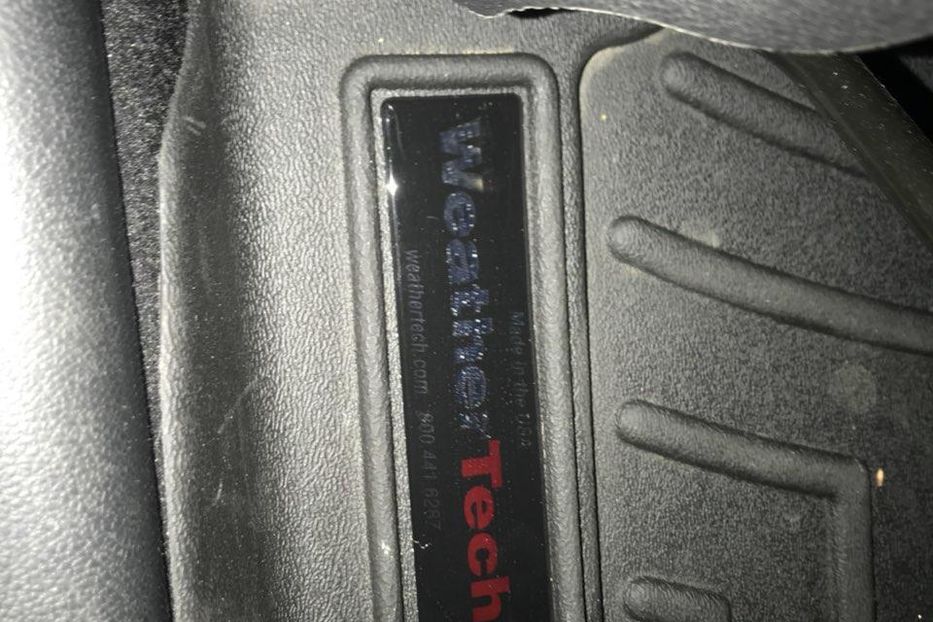 Made in the USA
WeatherTech
weathertech.com 800 441 6287